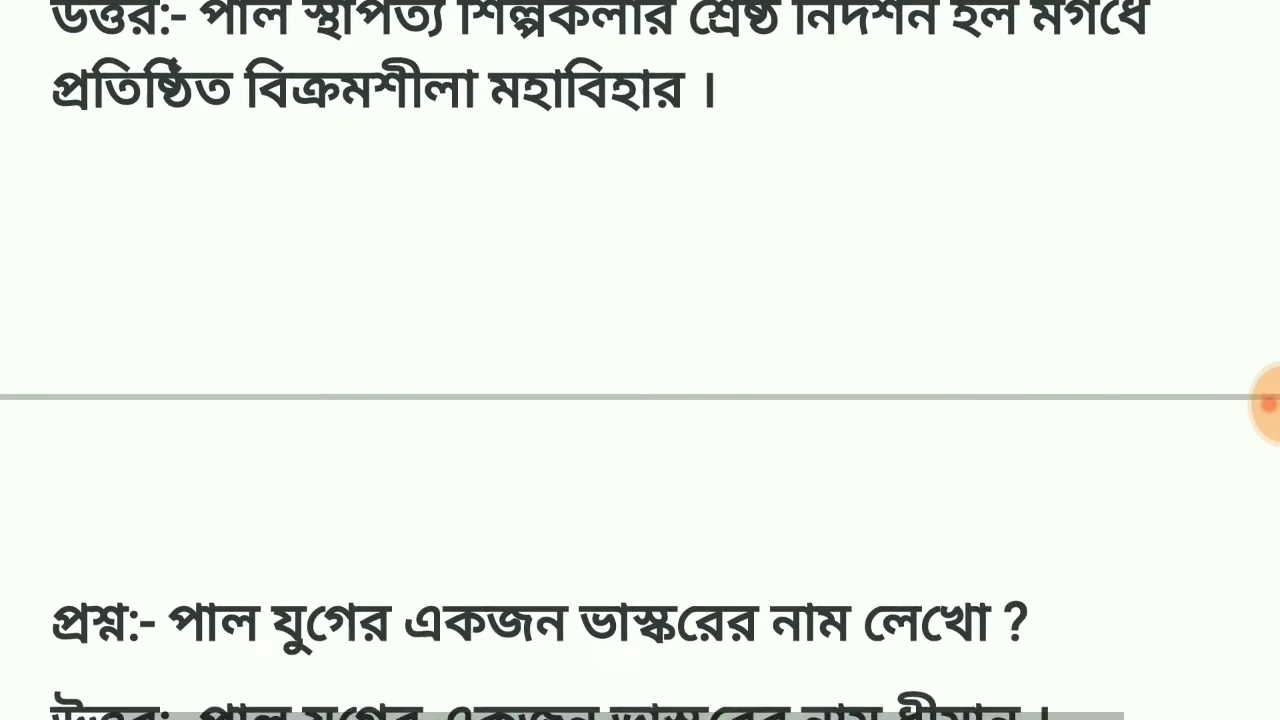 উত্তর:- পাল স্থাপত্য শিল্পকলার শ্রেষ্ঠ নিদর্শন হল মগধে
প্রতিষ্ঠিত বিক্রমশীলা মহাবিহার ।
প্রশ্ন:- পাল যুগের একজন ভাস্করের নাম লেখো ?
উত্তর:- পাল যুগের একজন ভাস্করের নাম ধীমান ।